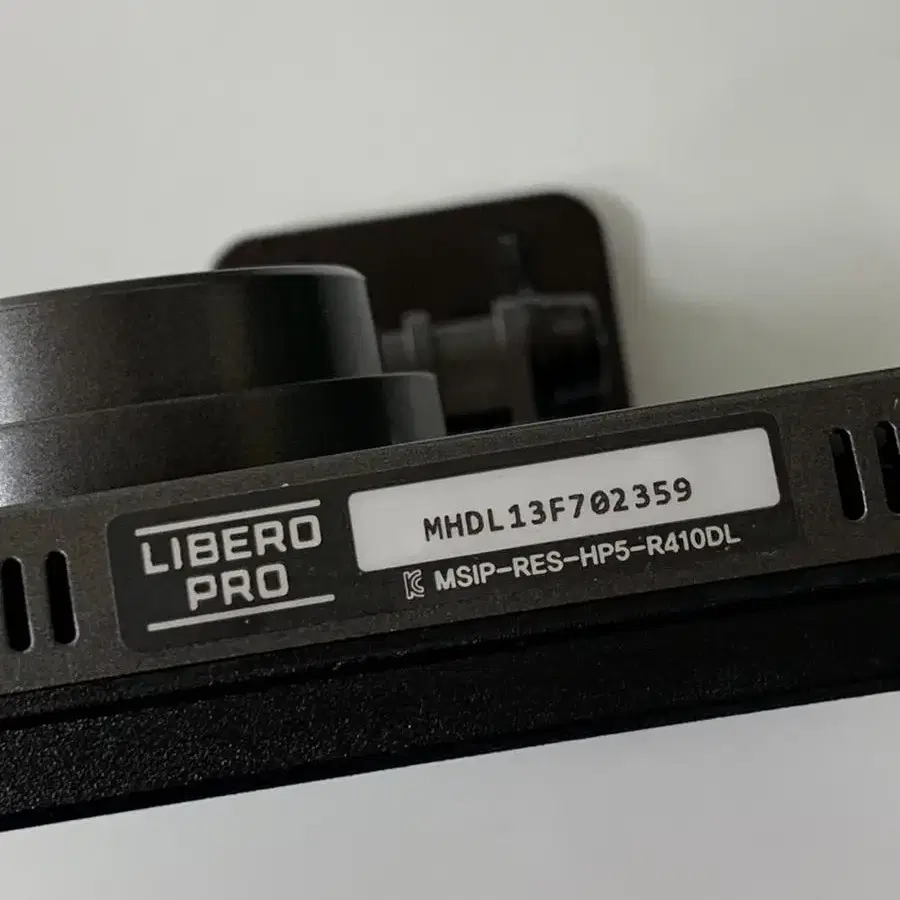 LIBERO
PRO
MHDL13F702359
MSIP-RES-HP5-R410DL